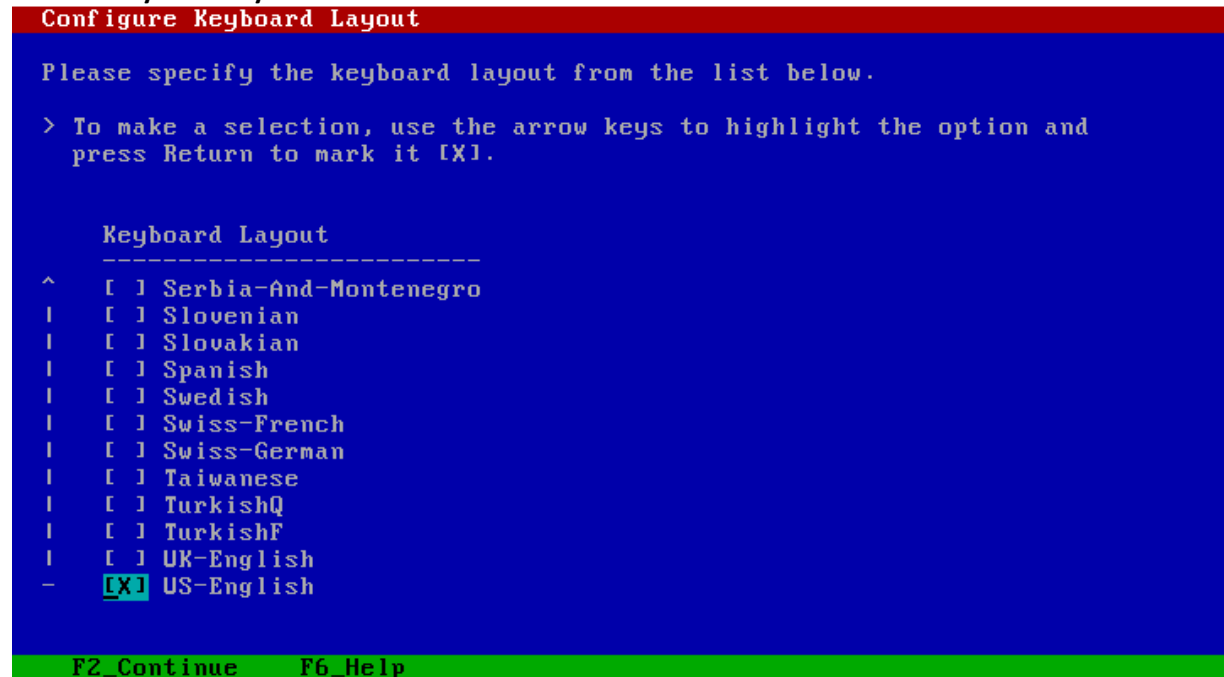 Configure Keyboard Layout
Please specify the keyboard layout from the list below.
> To make a selection, use the arrow keys to highlight the option and
press Return to mark it [X].
Keyboard Layout
-------------------------
^ [ ] Serbia-And-Montenegro
| [ ] Slovenian
| [ ] Slovakian
| [ ] Spanish
| [ ] Swedish
| [ ] Swiss-French
| [ ] Swiss-German
| [ ] Taiwanese
| [ ] TurkishQ
| [ ] TurkishF
| [ ] UK-English
- [X] US-English
F2_Continue F6_Help